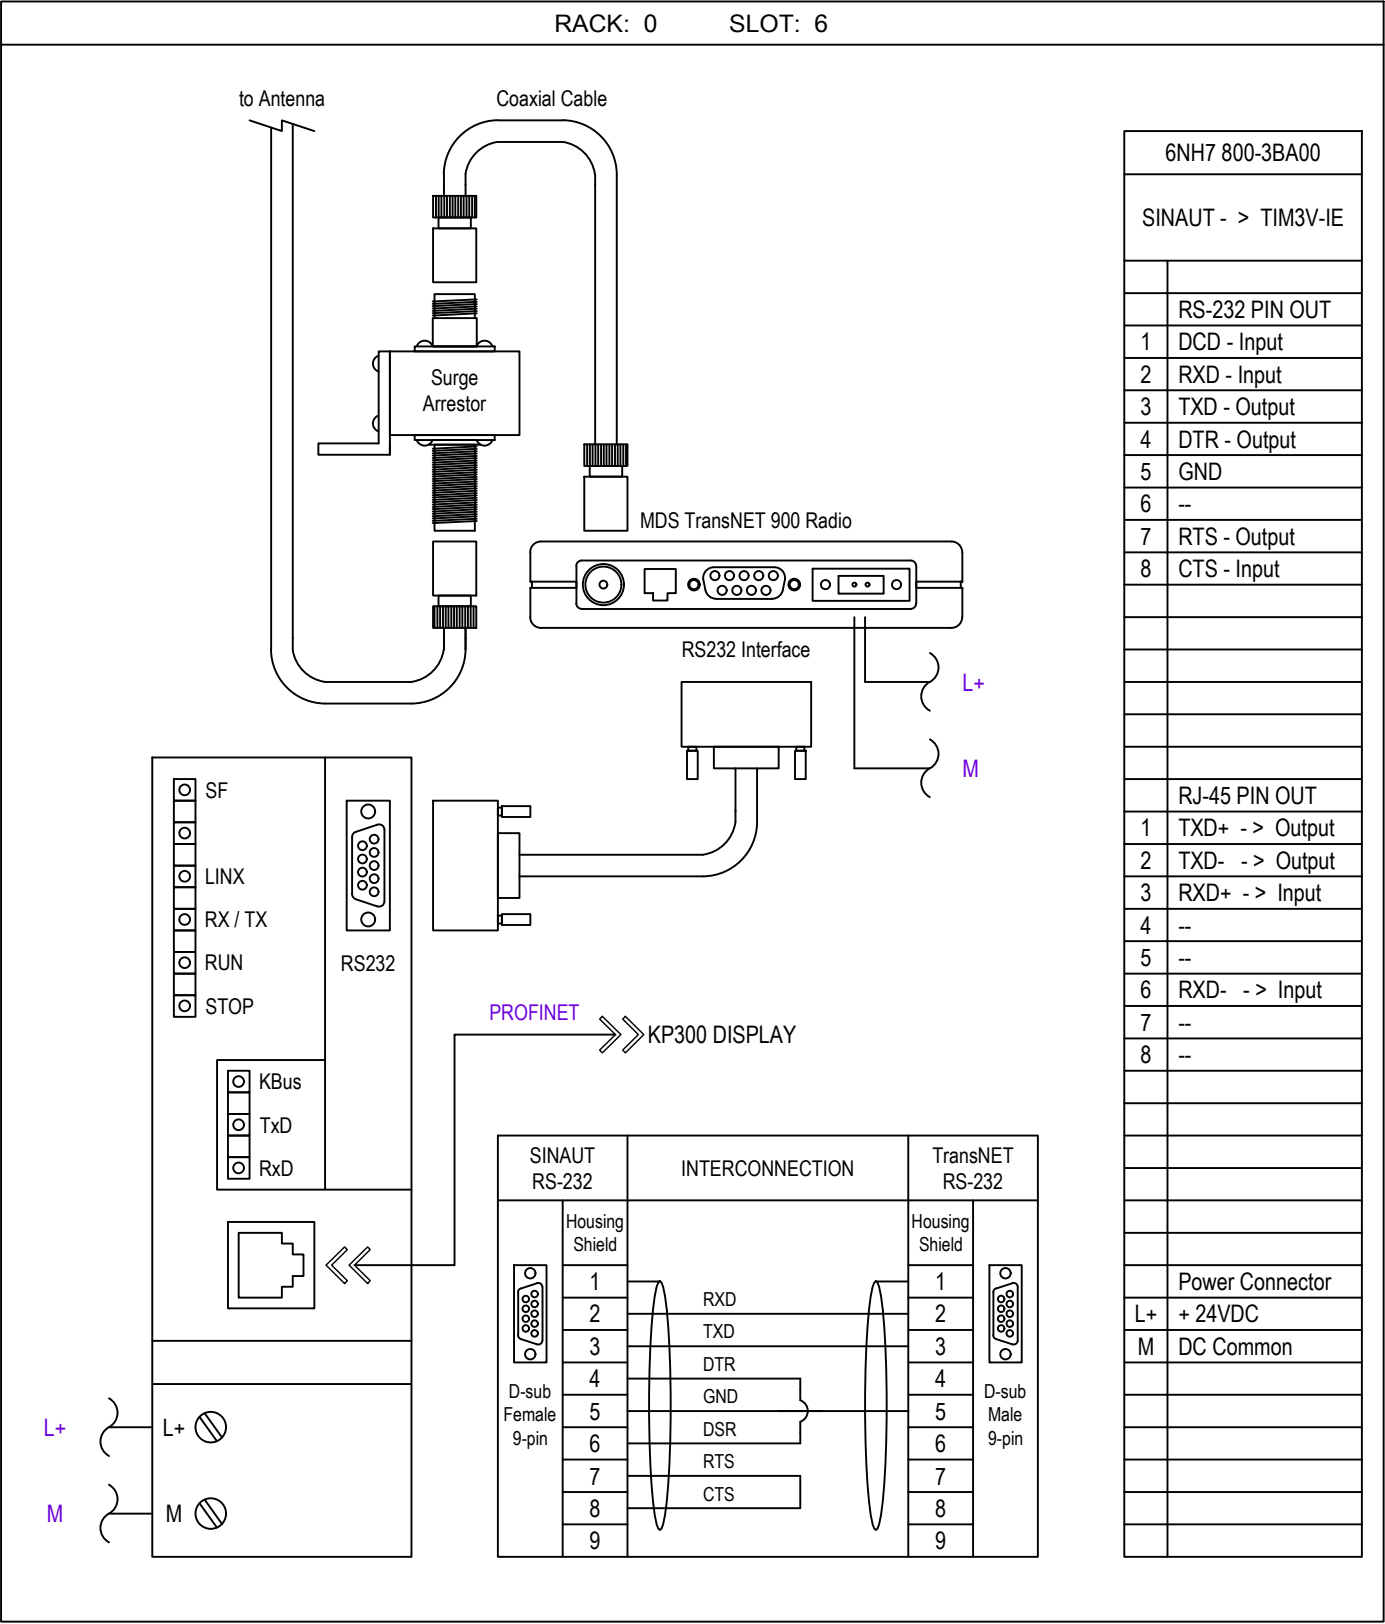 RACK: 0 SLOT: 6
to Antenna
Coaxial Cable
Surge
Arrestor
MDS TransNET 900 Radio
RS232 Interface
L+
M
SF
LINX
RX / TX
RUN
STOP
RS232
KBus
TxD
RxD
PROFINET
KP300 DISPLAY
L+
L+
M
M
SINAUT
RS-232
INTERCONNECTION
TransNET
RS-232
Housing
Shield
Housing
Shield
1 1
RXD
2 2
TXD
3 3
DTR
4 4
GND
5 5
DSR
6 6
RTS
7 7
CTS
8 8
9 9
D-sub
Female
9-pin
D-sub
Male
9-pin
6NH7 800-3BA00
SINAUT - > TIM3V-IE
RS-232 PIN OUT
1 DCD - Input
2 RXD - Input
3 TXD - Output
4 DTR - Output
5 GND
6 --
7 RTS - Output
8 CTS - Input
RJ-45 PIN OUT
1 TXD+ - > Output
2 TXD- - > Output
3 RXD+ - > Input
4 --
5 --
6 RXD- - > Input
7 --
8 --
Power Connector
L+ + 24VDC
M DC Common